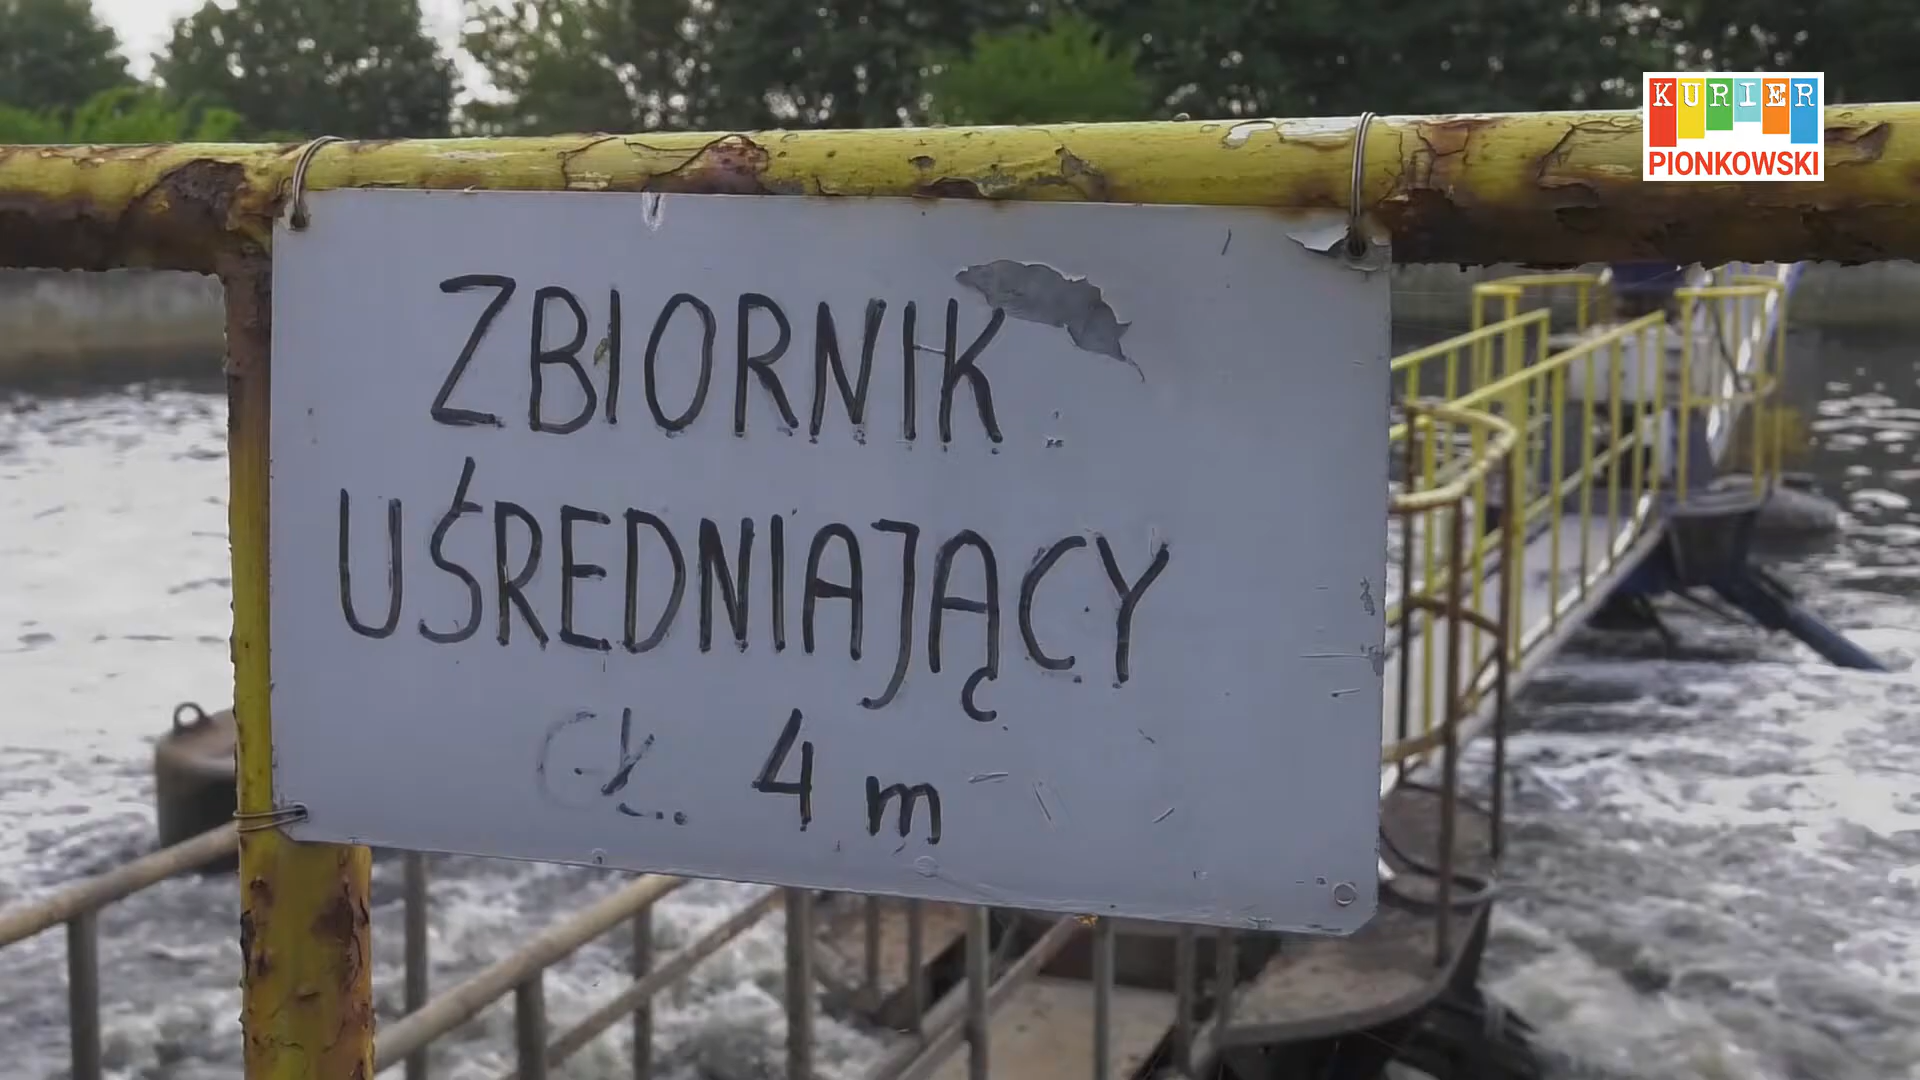 KURIER
PIONKOWSKI
ZBIORNIK
UŚREDNIAJĄCY
4 m